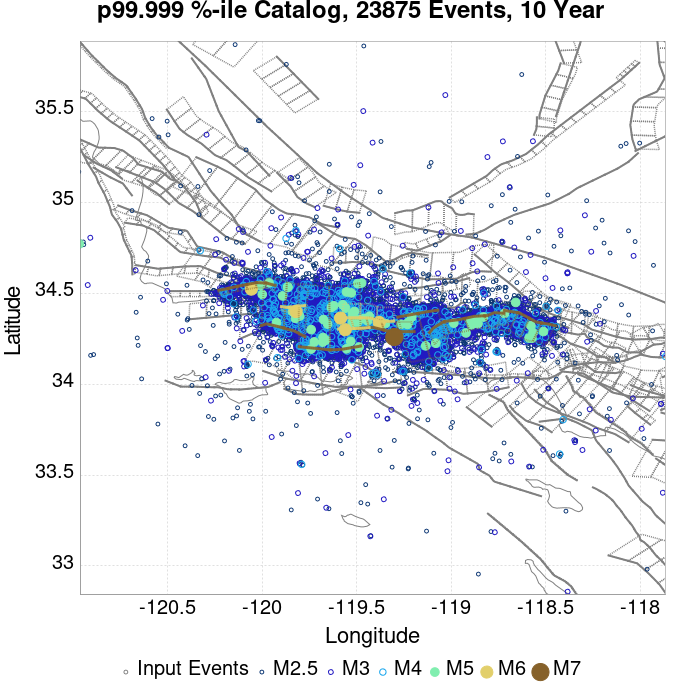 p99.999 %-ile Catalog, 23875 Events, 10 Year
35.5
35
34.5
34
33.5
33
Latitude
-120.5 -120 -119.5 -119 -118.5 -118
Longitude
Input Events M2.5 M3 M4 M5 M6 M7